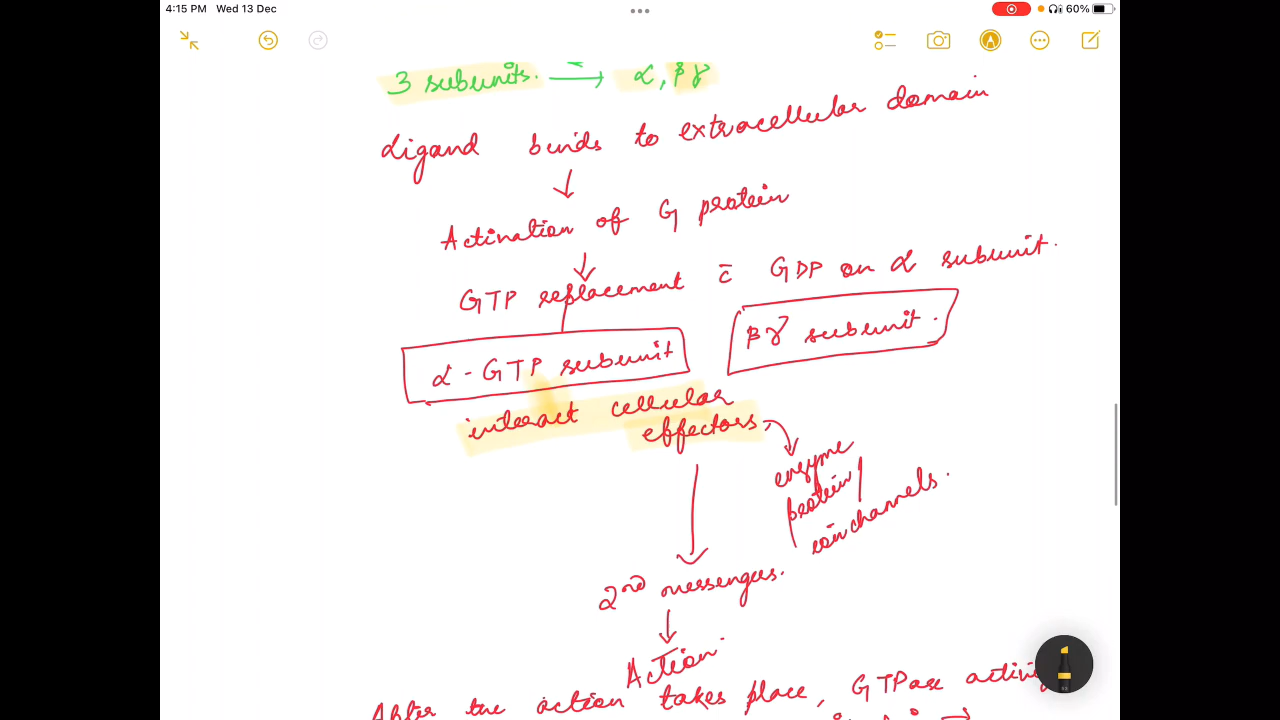 4:15 PM Wed 13 Dec
60%
3 subunits. → α, βγ
Ligand binds to extracellular domain
↓
Activation of G protein
↓
GTP replacement c̄ GDP on α subunit.
α - GTP subunit
βγ subunit.
interact cellular
effectors,
enzyme
protein
ion channels.
↓
2nd messengers.
↓
Action.
After the action takes place, GTPase activi